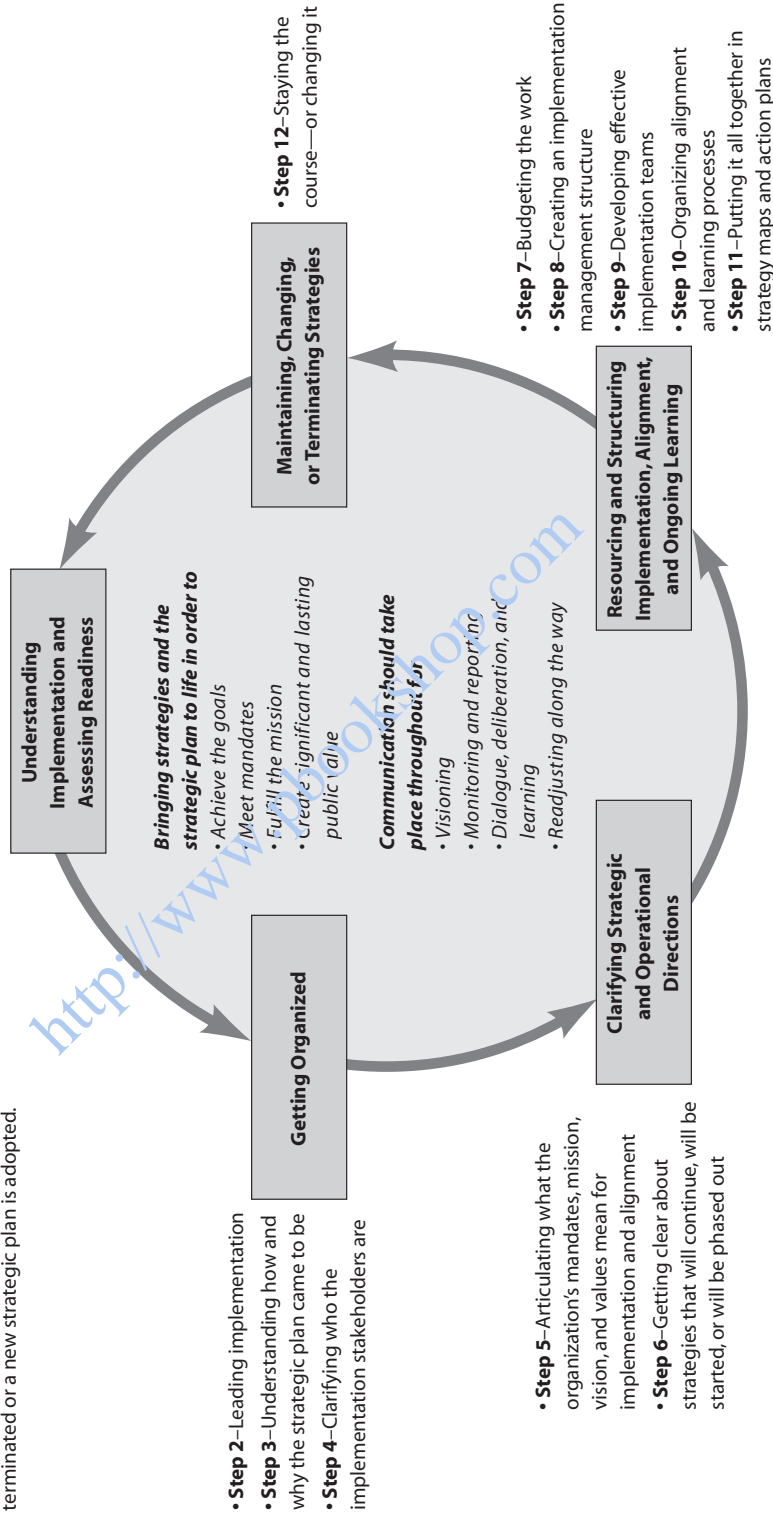 terminated or a new strategic plan is adopted.
Understanding
Implementation and
Assessing Readiness
• Step 2–Leading implementation
• Step 3–Understanding how and
why the strategic plan came to be
• Step 4–Clarifying who the
implementation stakeholders are
Getting Organized
Bringing strategies and the
strategic plan to life in order to
• Achieve the goals
• Meet mandates
• Fulfill the mission
• Create significant and lasting
public value
Communication should take
place throughout for
• Visioning
• Monitoring and reporting
• Dialogue, deliberation, and
learning
• Readjusting along the way
Maintaining, Changing,
or Terminating Strategies
• Step 12–Staying the
course—or changing it
• Step 5–Articulating what the
organization’s mandates, mission,
vision, and values mean for
implementation and alignment
• Step 6–Getting clear about
strategies that will continue, will be
started, or will be phased out
Clarifying Strategic
and Operational
Directions
Resourcing and Structuring
Implementation, Alignment,
and Ongoing Learning
• Step 7–Budgeting the work
• Step 8–Creating an implementation
management structure
• Step 9–Developing effective
implementation teams
• Step 10–Organizing alignment
and learning processes
• Step 11–Putting it all together in
strategy maps and action plans
http://www.pbookshop.com